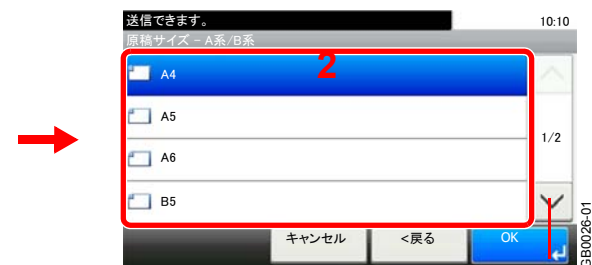 送信できます。 10:10
原稿サイズ - A系/B系
2
A4
A5
1/2
A6
B5
キャンセル <戻る OK
GB0026-01